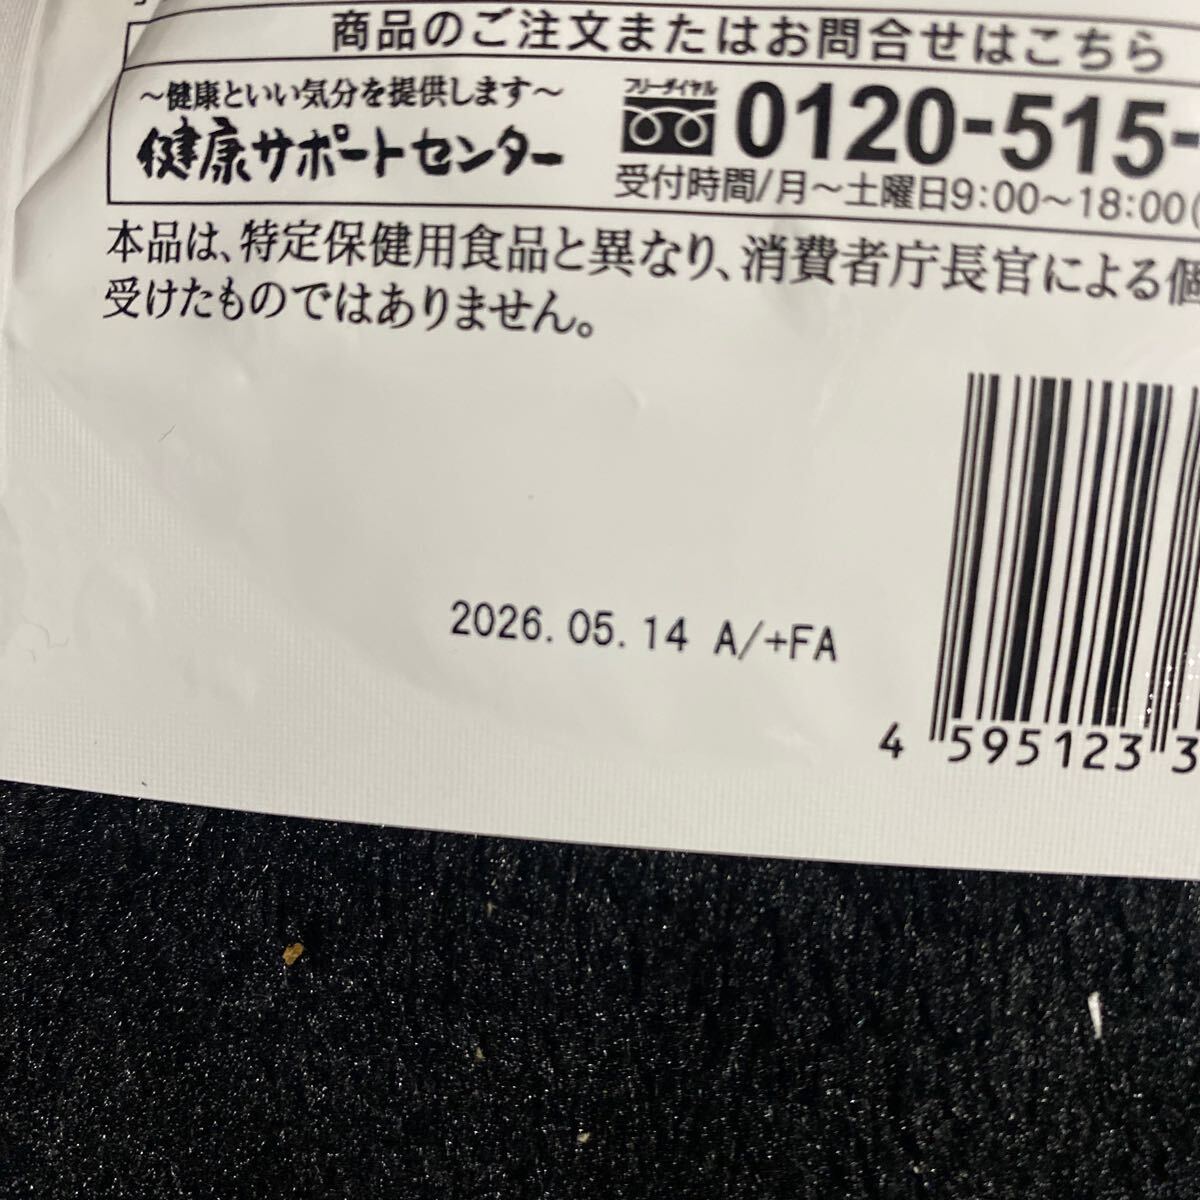 商品のご注文またはお問合せはこちら
~健康といい気分を提供します~
健康サポートセンター
フリーダイヤル
0120-515-
受付時間/月~土曜日9:00~18:00(
本品は、特定保健用食品と異なり、消費者庁長官による個
受けたものではありません。
2026.05.14 A/+FA
4 595123 3